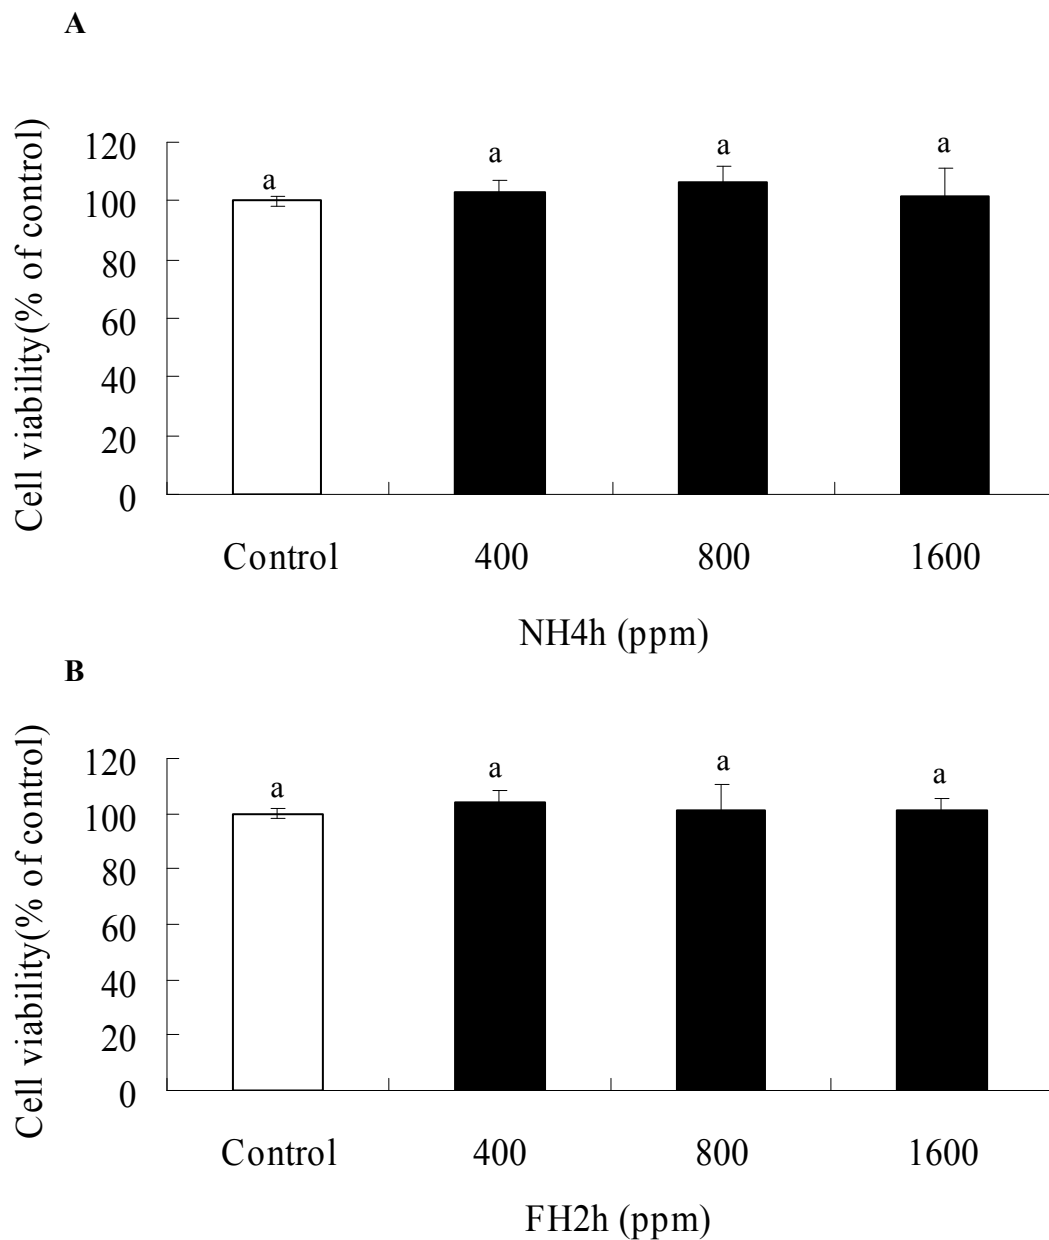 A
Cell viability(% of control)
120
100
80
60
40
20
0
a
a
a
a
Control 400 800 1600
NH4h (ppm)
B
Cell viability(% of control)
120
100
80
60
40
20
0
a
a
a
a
Control 400 800 1600
FH2h (ppm)